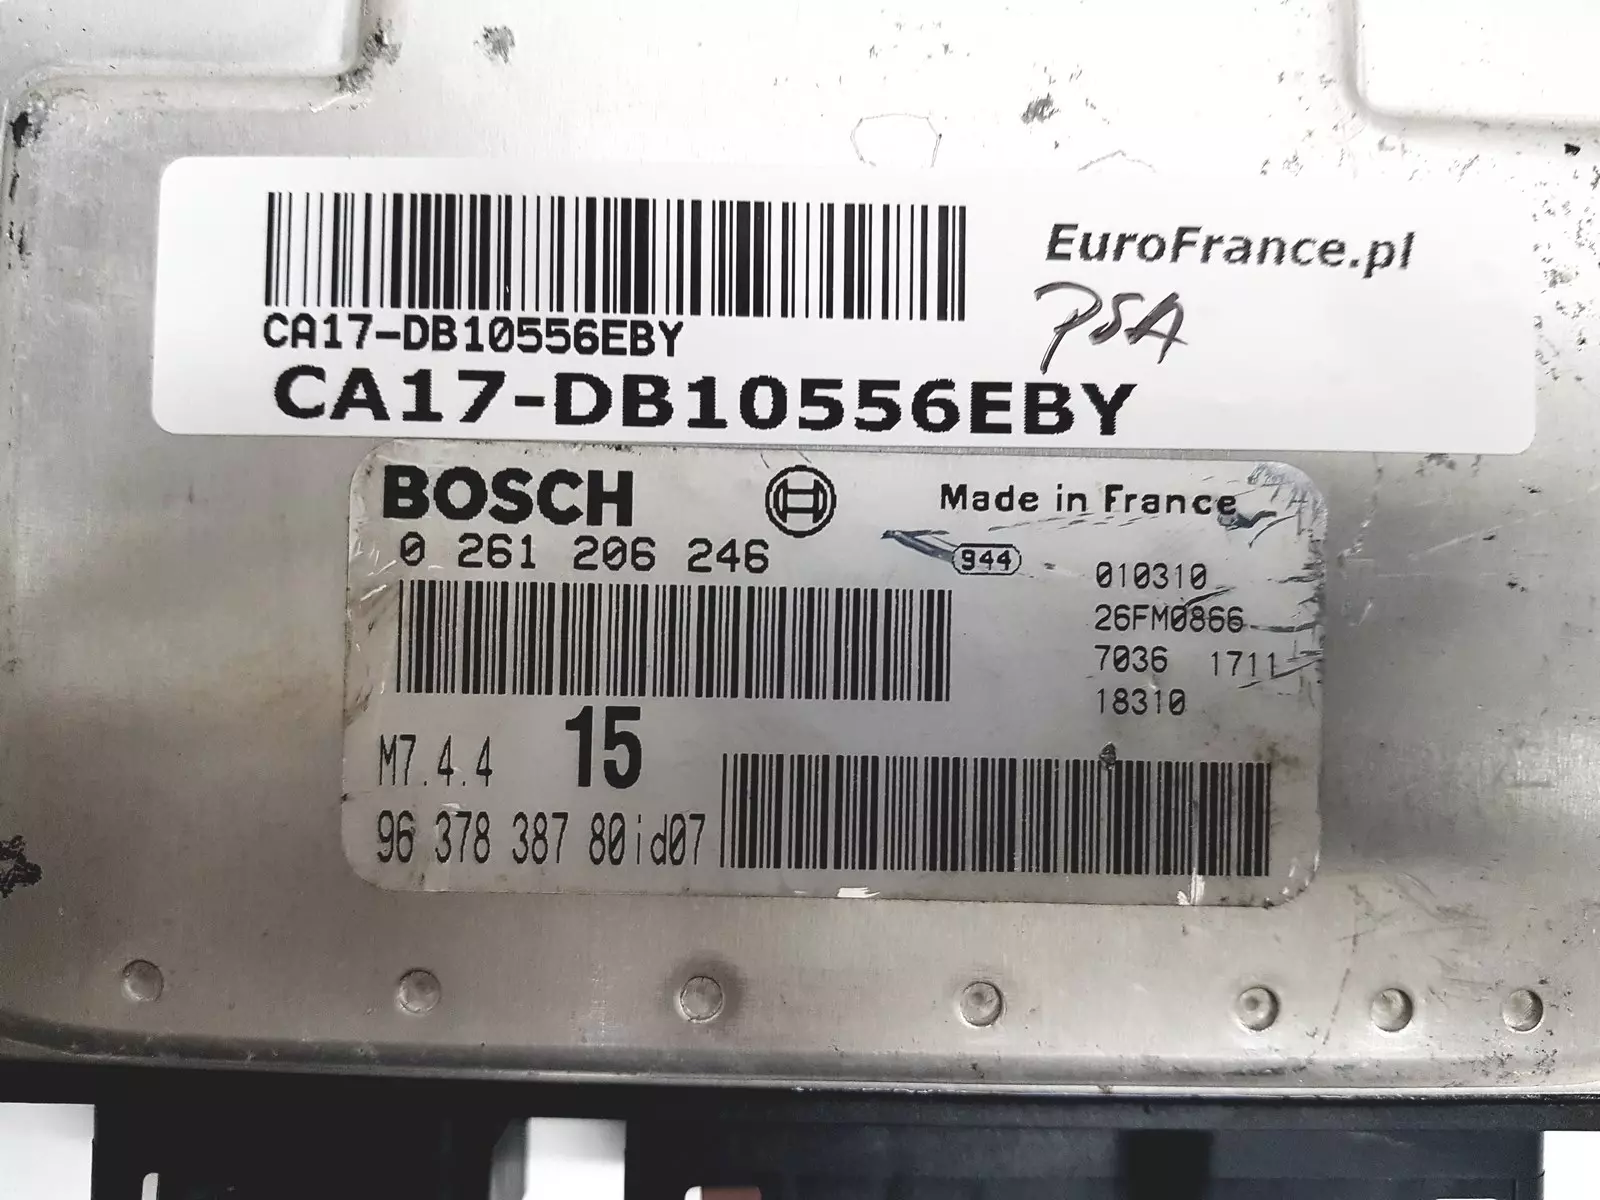 EuroFrance.pl
PSA
CA17-DB10556EBY
CA17-DB10556EBY
BOSCH
Made in France
0 261 206 246
944
010310
26FM0866
7036 1711
18310
M7.4.4
15
96 378 387 80id07